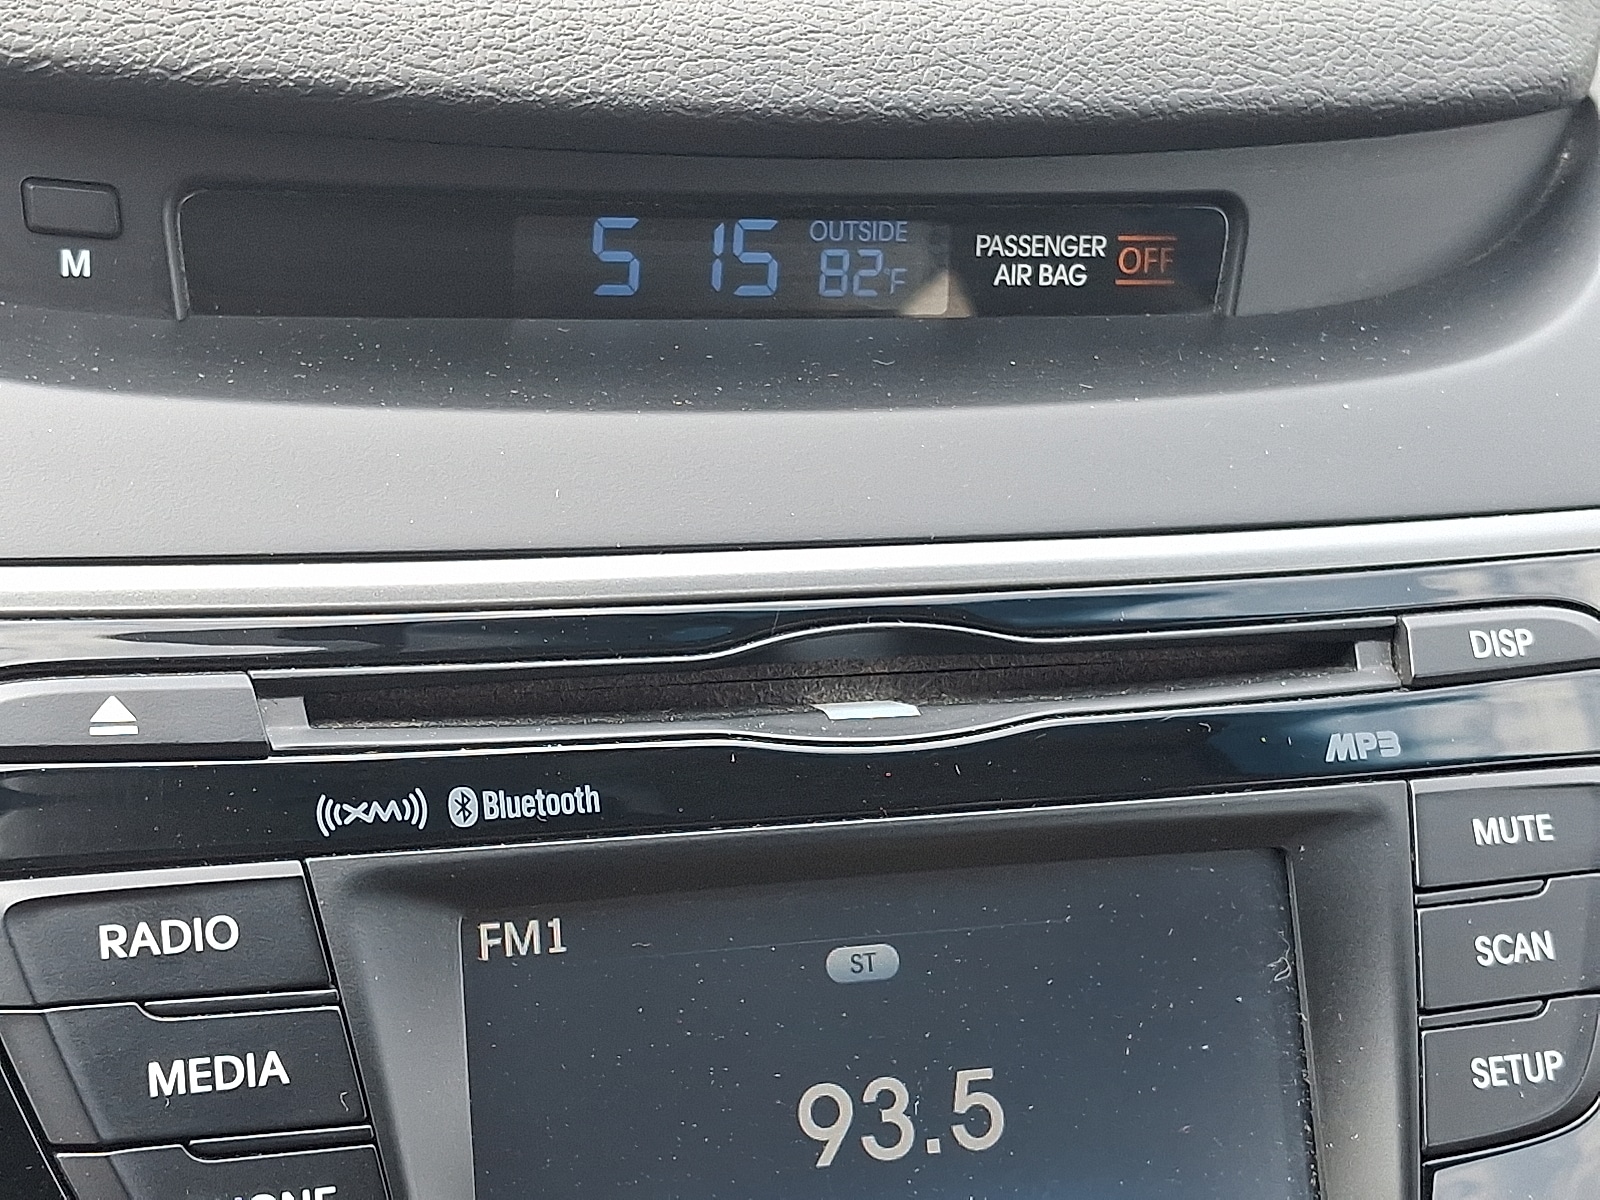 M
5 15
OUTSIDE
82°F
PASSENGER
AIR BAG
OFF
DISP
MP3
XM
Bluetooth
MUTE
RADIO
FM1
ST
SCAN
MEDIA
SETUP
93.5